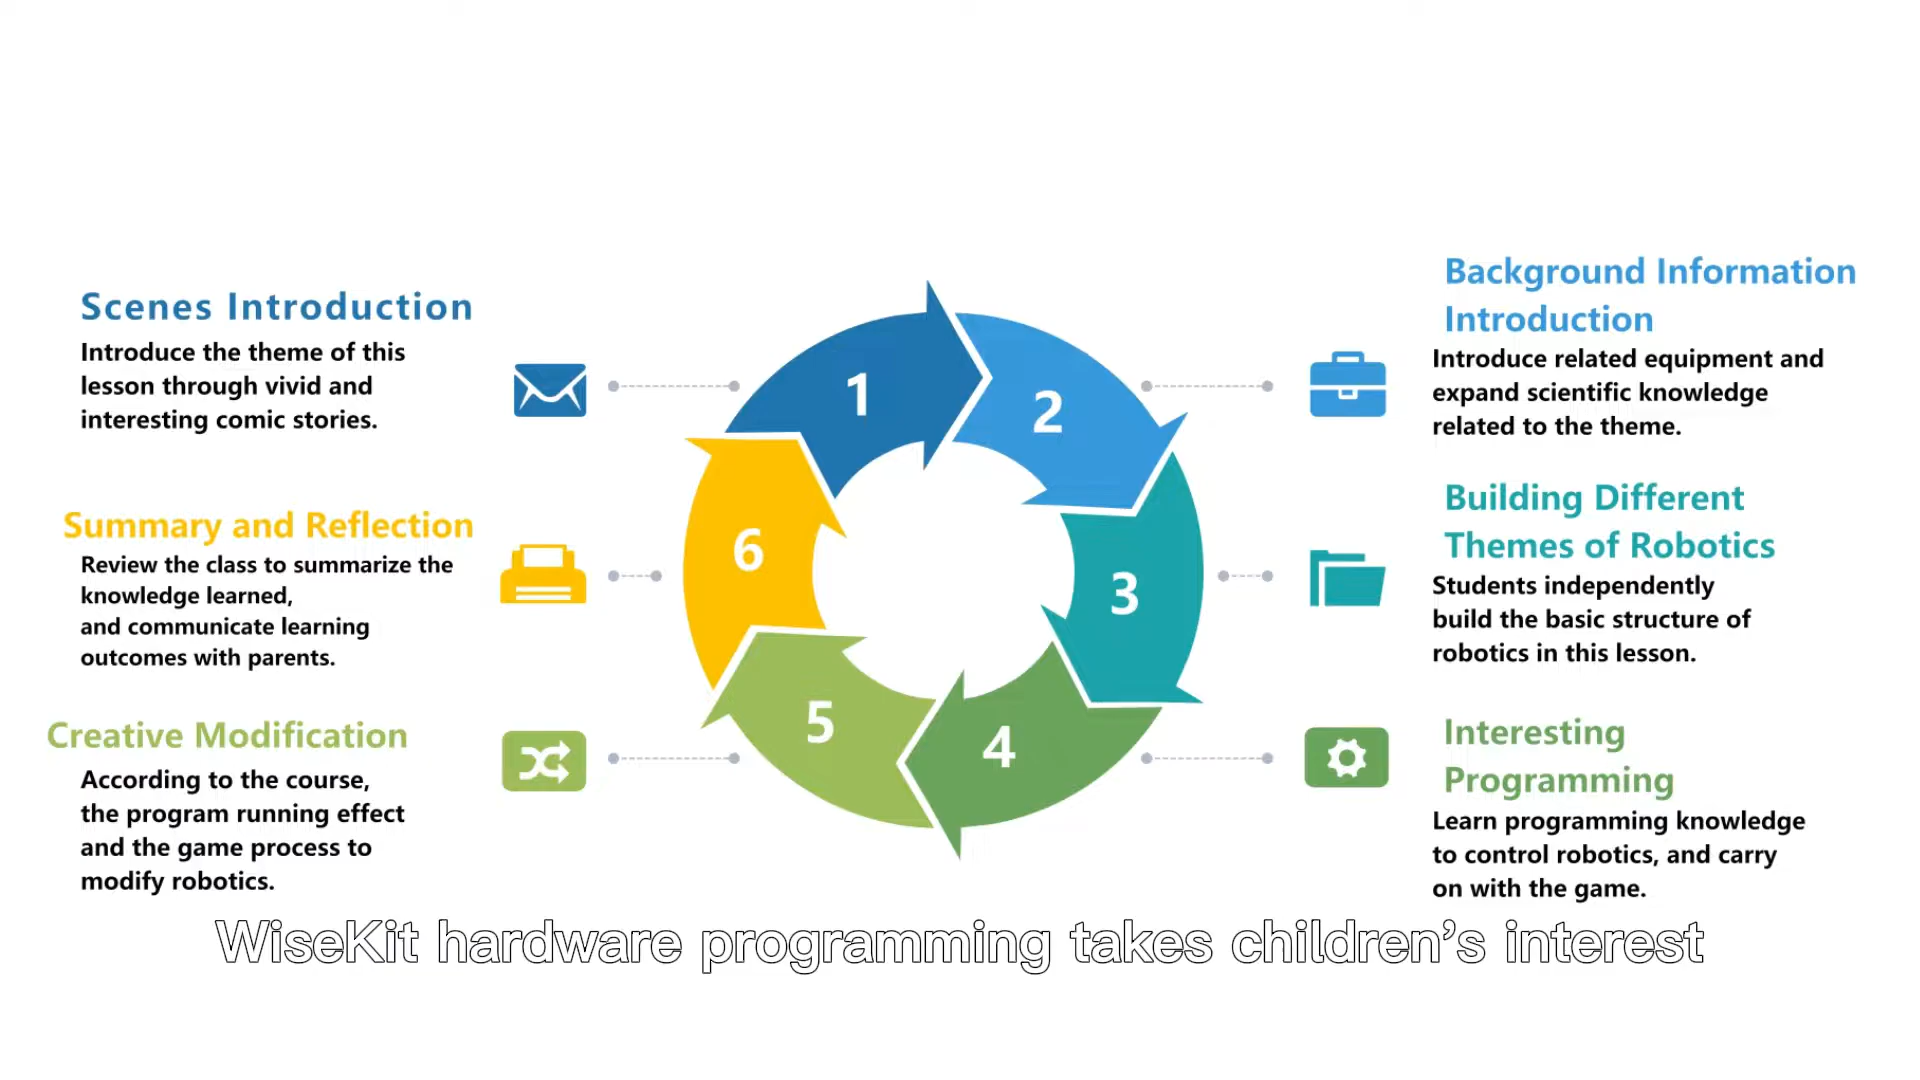 Scenes Introduction
Introduce the theme of this
lesson through vivid and
interesting comic stories.
Summary and Reflection
Review the class to summarize the
knowledge learned,
and communicate learning
outcomes with parents.
Creative Modification
According to the course,
the program running effect
and the game process to
modify robotics.
1
2
3
4
5
6
Background Information
Introduction
Introduce related equipment and
expand scientific knowledge
related to the theme.
Building Different
Themes of Robotics
Students independently
build the basic structure of
robotics in this lesson.
Interesting
Programming
Learn programming knowledge
to control robotics, and carry
on with the game.
WiseKit hardware programming takes children's interest